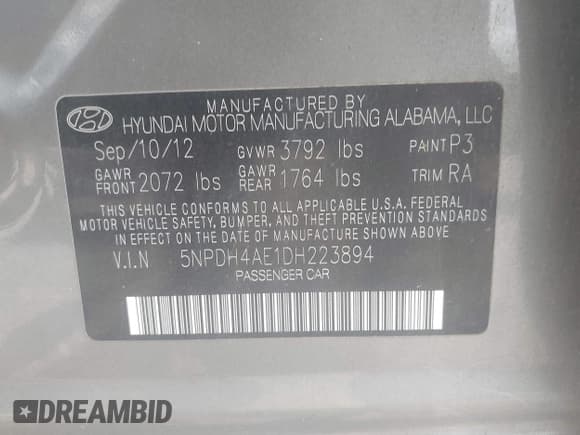 MANUFACTURED BY
HYUNDAI MOTOR MANUFACTURING ALABAMA, LLC
Sep/10/12 GVWR 3792 lbs PAINT P3
GAWR FRONT 2072 lbs GAWR REAR 1764 lbs TRIM RA
THIS VEHICLE CONFORMS TO ALL APPLICABLE U.S.A. FEDERAL
MOTOR VEHICLE SAFETY, BUMPER, AND THEFT PREVENTION STANDARDS
IN EFFECT ON THE DATE OF MANUFACTURE SHOWN ABOVE
V.I.N 5NPDH4AE1DH223894
PASSENGER CAR
DREAMBID